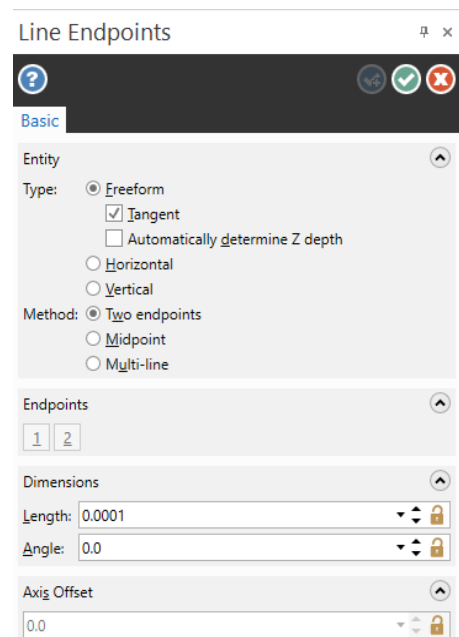 Line Endpoints
?
Basic
Entity
Type: Freeform
Tangent
Automatically determine Z depth
Horizontal
Vertical
Method: Two endpoints
Midpoint
Multi-line
Endpoints
1 2
Dimensions
Length: 0.0001
Angle: 0.0
Axis Offset
0.0